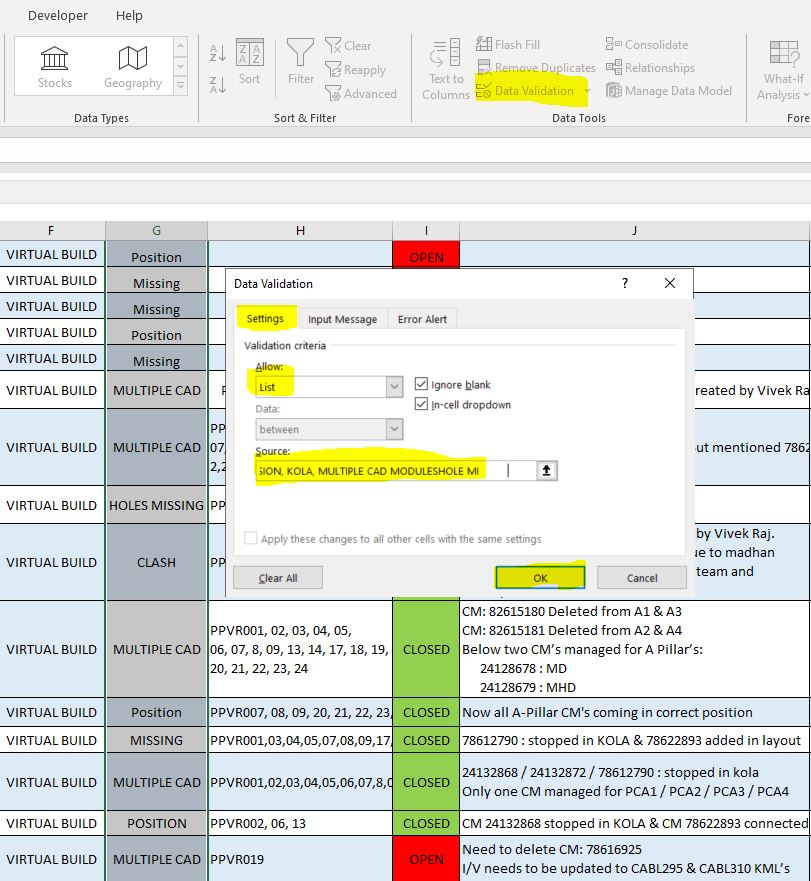 Developer Help
Stocks
Geography
Data Types
Sort
Filter
Clear
Reapply
Advanced
Sort & Filter
Text to
Columns
Flash Fill
Remove Duplicates
Data Validation
Consolidate
Relationships
Manage Data Model
Data Tools
What-If
Analysis
Fore
F G H I J
VIRTUAL BUILD Position OPEN
VIRTUAL BUILD Missing
VIRTUAL BUILD Missing
VIRTUAL BUILD Position
VIRTUAL BUILD Missing
VIRTUAL BUILD MULTIPLE CAD P reated by Vivek Ra
VIRTUAL BUILD MULTIPLE CAD PP
07, ut mentioned 7862
2,2
VIRTUAL BUILD HOLES MISSING PP
VIRTUAL BUILD CLASH PP
by Vivek Raj.
ue to madhan
team and
Data Validation ?
Settings Input Message Error Alert
Validation criteria
Allow:
List
Ignore blank
In-cell dropdown
Data:
between
Source:
SION, KOLA, MULTIPLE CAD MODULESHOLE MI
Apply these changes to all other cells with the same settings
Clear All OK Cancel
VIRTUAL BUILD MULTIPLE CAD
PPVR001, 02, 03, 04, 05,
06, 07, 8, 09, 13, 14, 17, 18, 19,
20, 21, 22, 23, 24
CLOSED
CM: 82615180 Deleted from A1 & A3
CM: 82615181 Deleted from A2 & A4
Below two CM's managed for A Pillar's:
24128678 : MD
24128679 : MHD
VIRTUAL BUILD Position PPVR007, 08, 09, 20, 21, 22, 23, CLOSED Now all A-Pillar CM's coming in correct position
VIRTUAL BUILD MISSING PPVR001,03,04,05,07,08,09,17, CLOSED 78612790 : stopped in KOLA & 78622893 added in layout
VIRTUAL BUILD MULTIPLE CAD PPVR001,02,03,04,05,06,07,8,0 CLOSED
24132868 / 24132872 / 78612790 : stopped in kola
Only one CM managed for PCA1 / PCA2 / PCA3 / PCA4
VIRTUAL BUILD POSITION PPVR002, 06, 13 CLOSED CM 24132868 stopped in KOLA & CM 78622893 connected
VIRTUAL BUILD MULTIPLE CAD PPVR019 OPEN
Need to delete CM: 78616925
I/V needs to be updated to CABL295 & CABL310 KML's